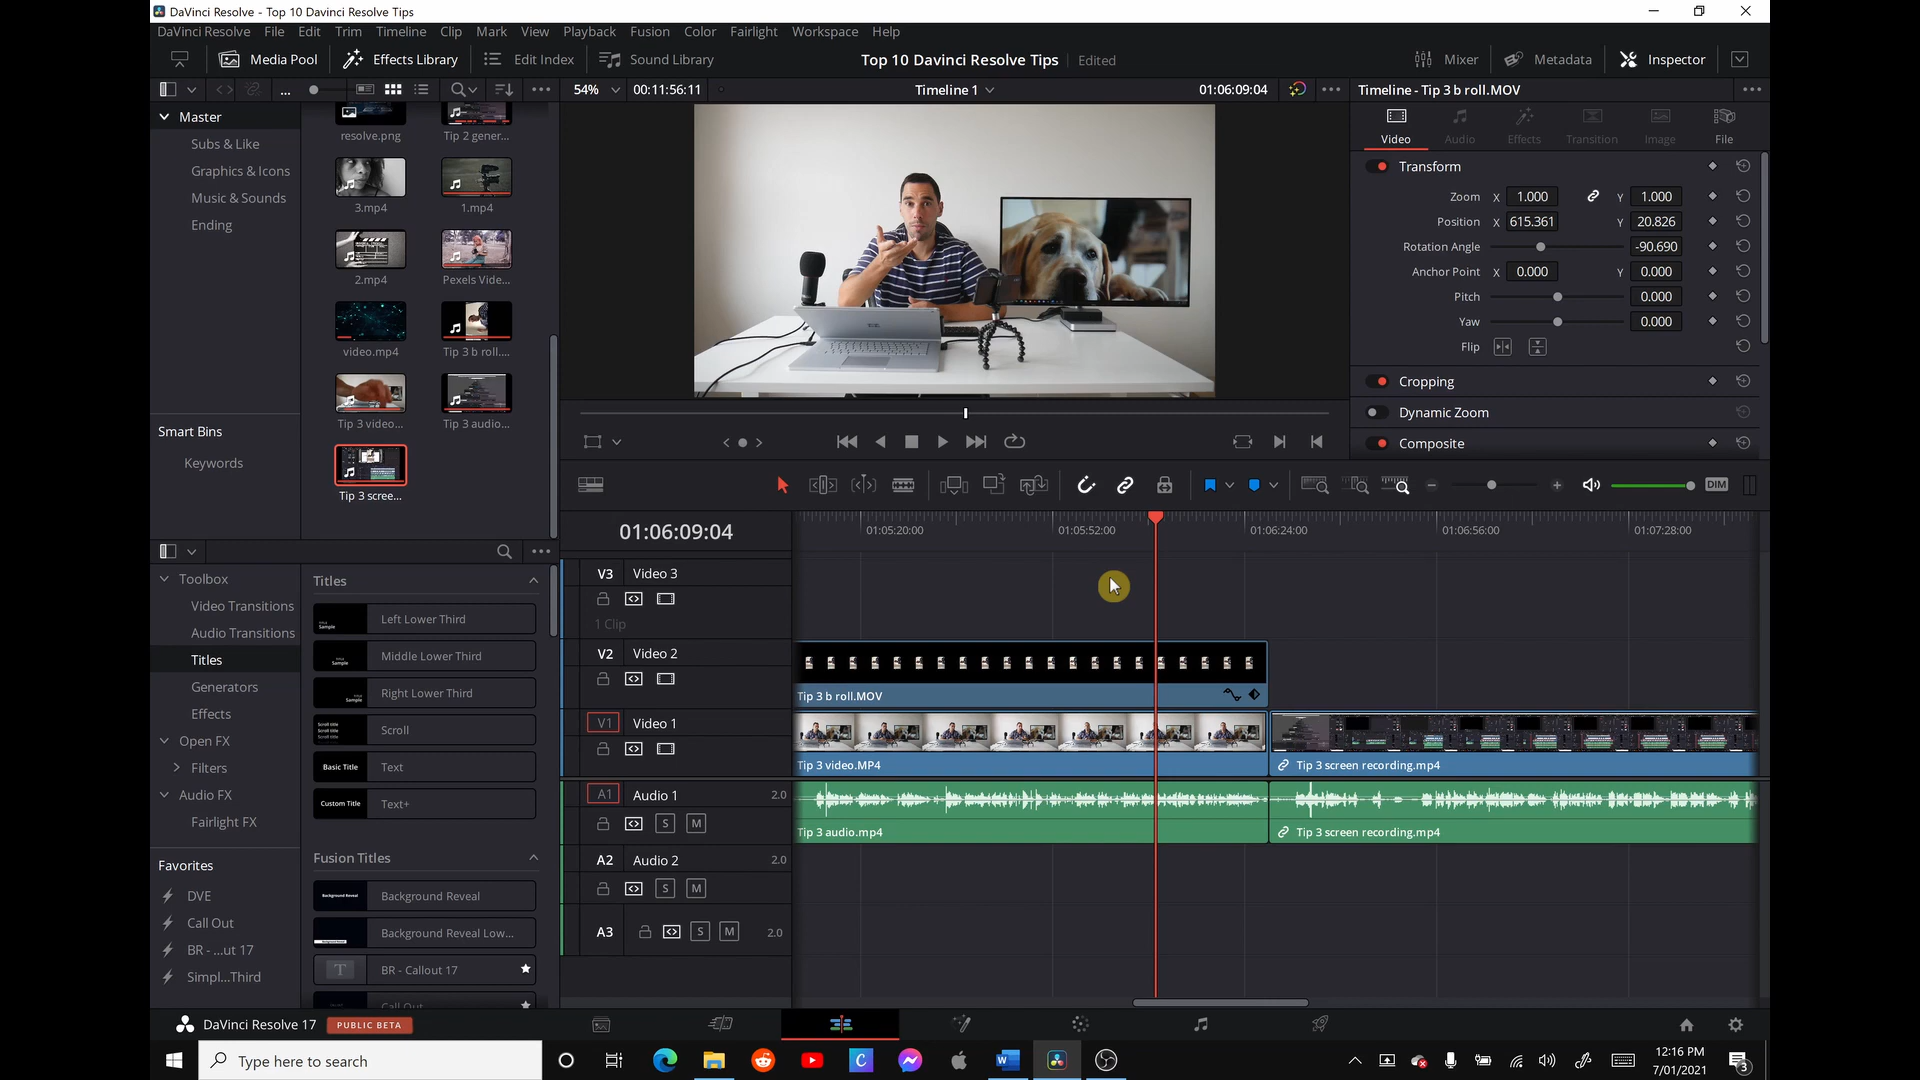 DaVinci Resolve - Top 10 Davinci Resolve Tips
DaVinci Resolve File Edit Trim Timeline Clip Mark View Playback Fusion Color Fairlight Workspace Help
Media Pool Effects Library Edit Index Sound Library Top 10 Davinci Resolve Tips Edited Mixer Metadata Inspector
... 54% 00:11:56:11 Timeline 1 01:06:09:04 Timeline - Tip 3 b roll.MOV
Master
Subs & Like
Graphics & Icons
Music & Sounds
Ending
Smart Bins
Keywords
resolve.png Tip 2 gener...
3.mp4 1.mp4
2.mp4 Pexels Vide...
video.mp4 Tip 3 b roll....
Tip 3 video... Tip 3 audio...
Tip 3 scree...
Video Audio Effects Transition Image File
Transform
Zoom X 1.000 Y 1.000
Position X 615.361 Y 20.826
Rotation Angle -90.690
Anchor Point X 0.000 Y 0.000
Pitch 0.000
Yaw 0.000
Flip
Cropping
Dynamic Zoom
Composite
DIM
Toolbox
Video Transitions
Audio Transitions
Titles
Generators
Effects
Open FX
Filters
Audio FX
Fairlight FX
Favorites
DVE
Call Out
BR - ...ut 17
Simpl...Third
Titles
Left Lower Third
Middle Lower Third
Right Lower Third
Scroll
Basic Title Text
Custom Title Text+
Fusion Titles
Background Reveal Background Reveal
Background Reveal Low...
T BR - Callout 17
Call Out
01:06:09:04 01:05:20:00 01:05:52:00 01:06:24:00 01:06:56:00 01:07:28:00
V3 Video 3
1 Clip
V2 Video 2
Tip 3 b roll.MOV
V1 Video 1
Tip 3 video.MP4 Tip 3 screen recording.mp4
A1 Audio 1 2.0
S M
Tip 3 audio.mp4 Tip 3 screen recording.mp4
A2 Audio 2 2.0
S M
A3 S M 2.0
DaVinci Resolve 17 PUBLIC BETA
Type here to search
12:16 PM
7/01/2021
3